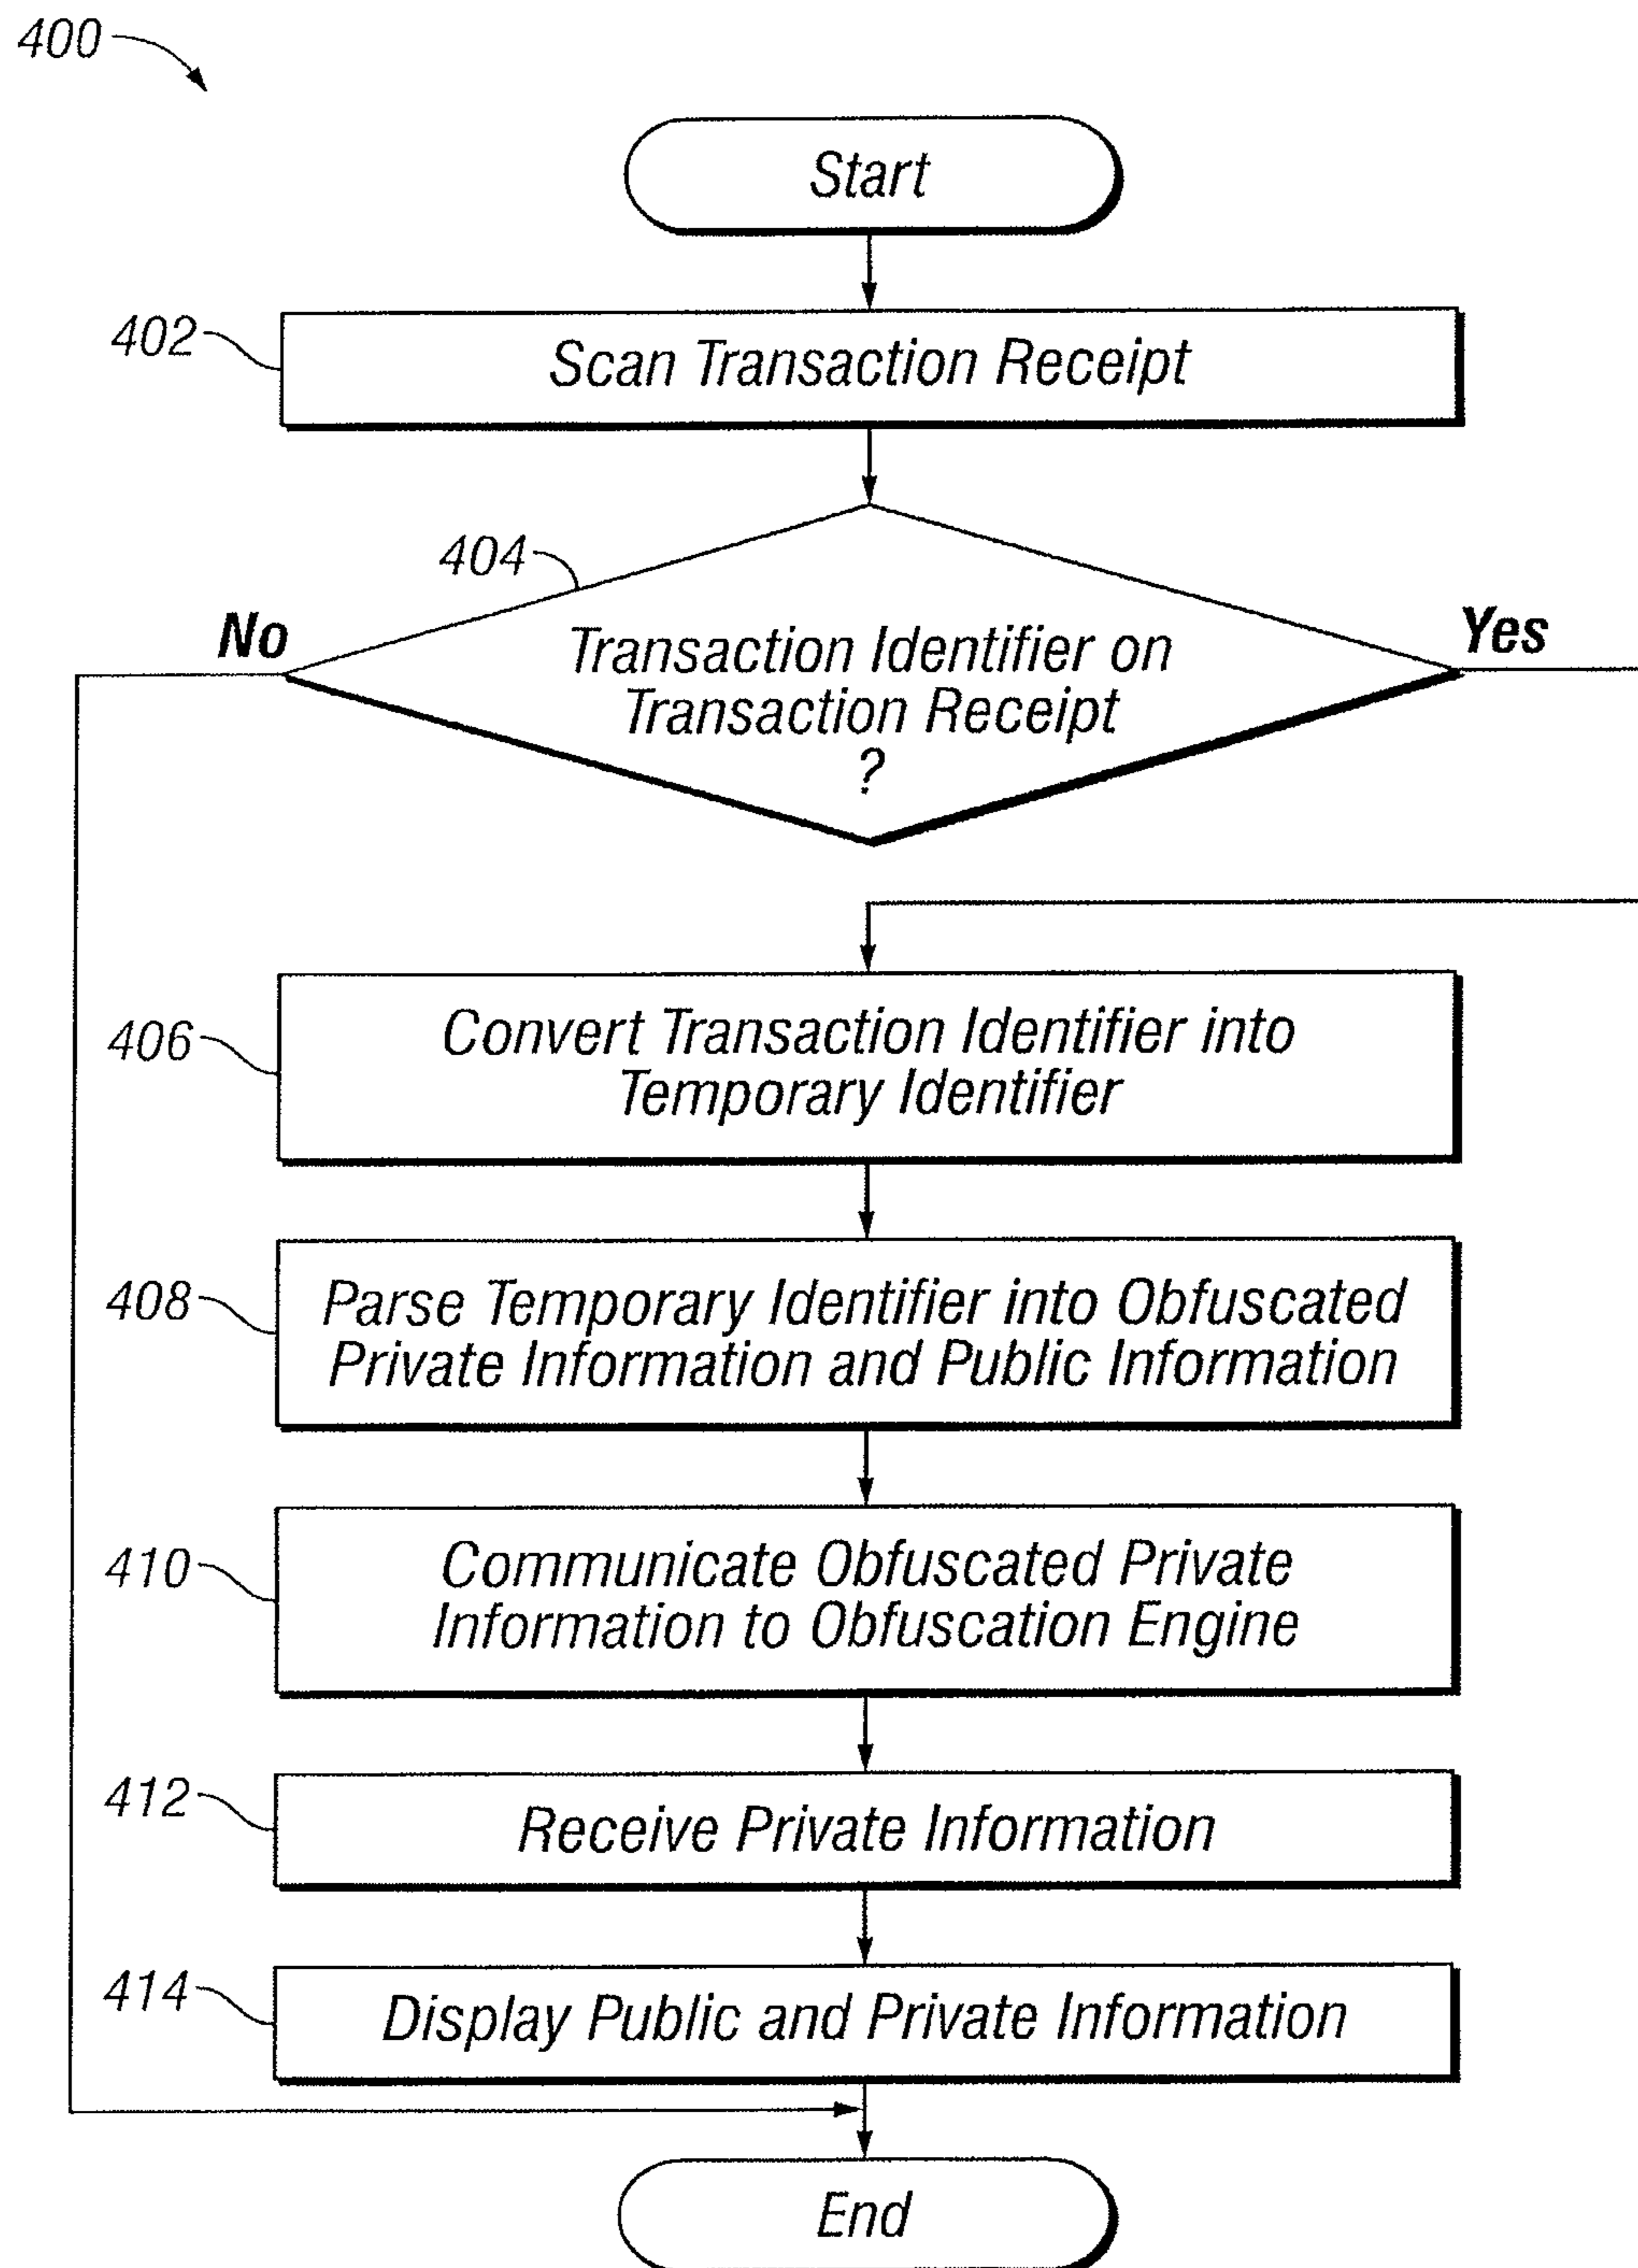 400
Start
402
Scan Transaction Receipt
404
No
Yes
Transaction Identifier on
Transaction Receipt
?
406
Convert Transaction Identifier into
Temporary Identifier
408
Parse Temporary Identifier into Obfuscated
Private Information and Public Information
410
Communicate Obfuscated Private
Information to Obfuscation Engine
412
Receive Private Information
414
Display Public and Private Information
End